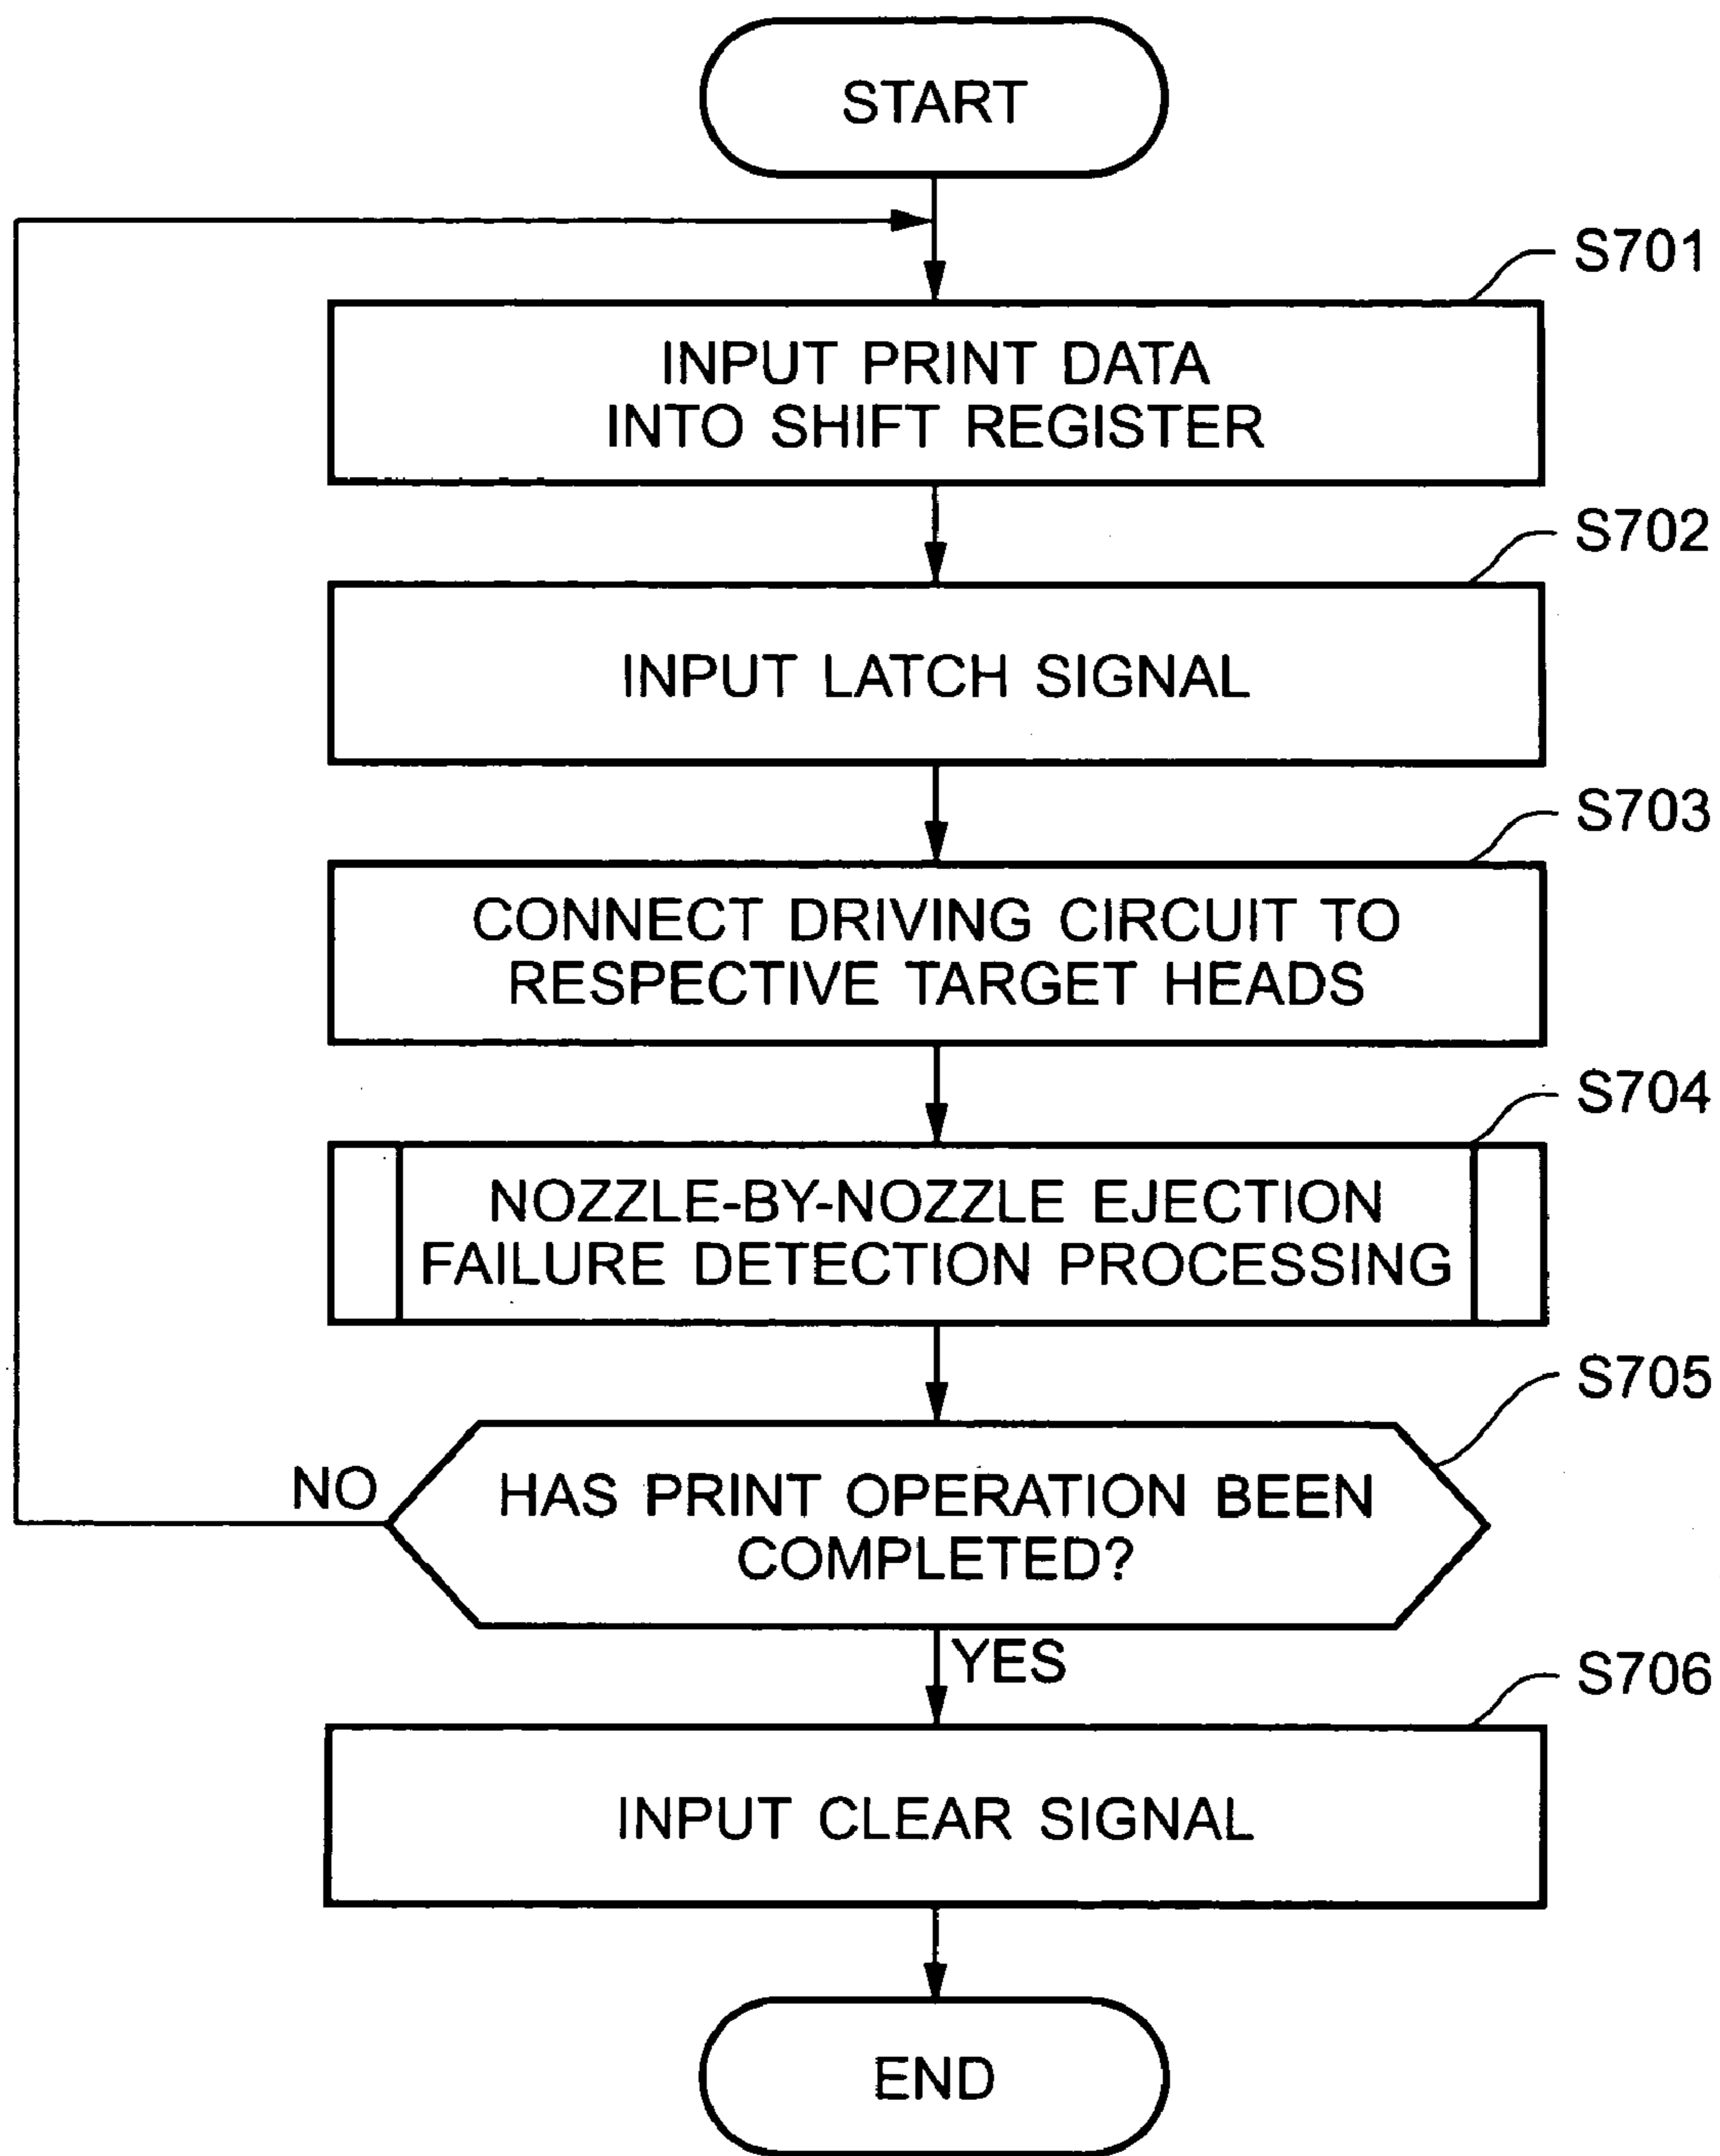 START
S701
INPUT PRINT DATA
INTO SHIFT REGISTER
S702
INPUT LATCH SIGNAL
S703
CONNECT DRIVING CIRCUIT TO
RESPECTIVE TARGET HEADS
S704
NOZZLE-BY-NOZZLE EJECTION
FAILURE DETECTION PROCESSING
S705
NO
HAS PRINT OPERATION BEEN
COMPLETED?
YES
S706
INPUT CLEAR SIGNAL
END